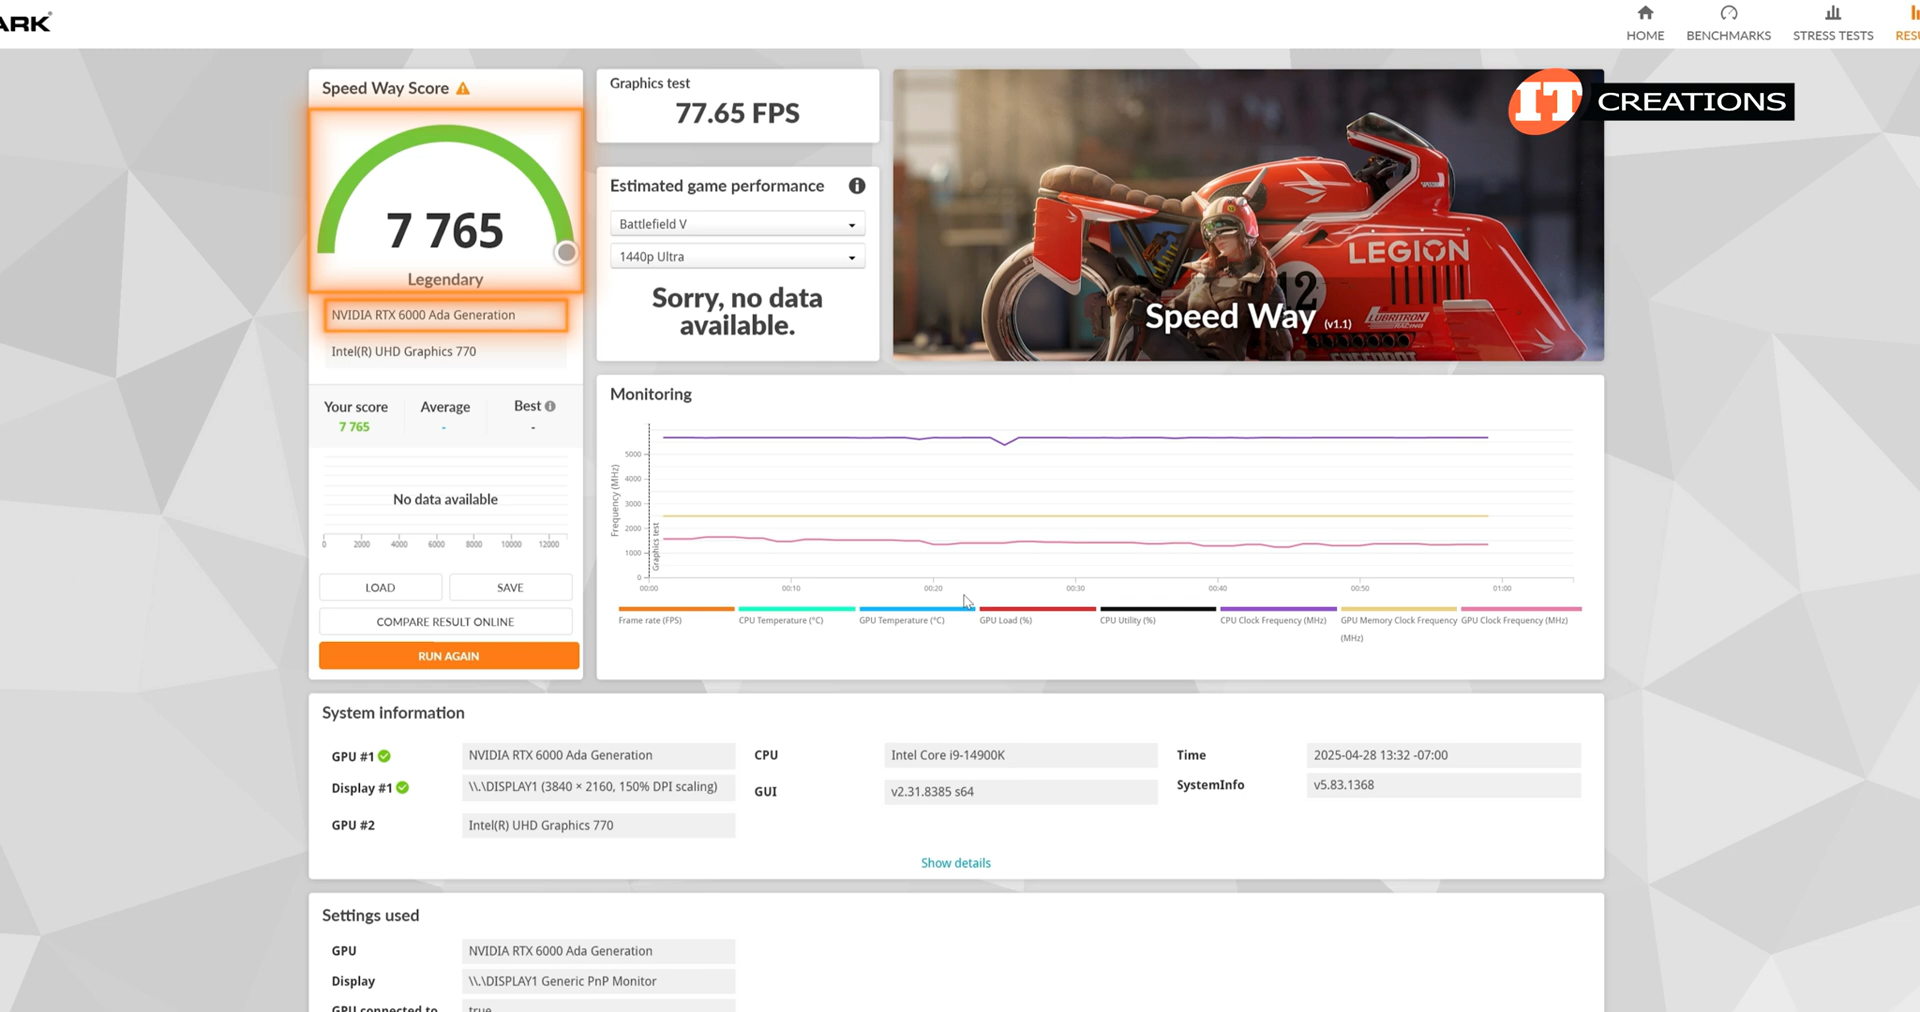 ARK
HOME
BENCHMARKS
STRESS TESTS
RESU
IT CREATIONS
Speed Way Score
7 765
Legendary
NVIDIA RTX 6000 Ada Generation
Intel(R) UHD Graphics 770
Your score
Average
Best
7 765
-
-
No data available
0 2000 4000 6000 8000 10000 12000
LOAD
SAVE
COMPARE RESULT ONLINE
RUN AGAIN
Graphics test
77.65 FPS
Estimated game performance
Battlefield V
1440p Ultra
Sorry, no data
available.
LEGION
12
LUBRITRON
RACING
Speed Way (v1.1)
Monitoring
Frequency (MHz)
5000
4000
3000
2000
1000
0
Graphics test
00:00 00:10 00:20 00:30 00:40 00:50 01:00
Frame rate (FPS)
CPU Temperature (°C)
GPU Temperature (°C)
GPU Load (%)
CPU Utility (%)
CPU Clock Frequency (MHz)
GPU Memory Clock Frequency
(MHz)
GPU Clock Frequency (MHz)
System information
GPU #1
NVIDIA RTX 6000 Ada Generation
Display #1
\\.\DISPLAY1 (3840 × 2160, 150% DPI scaling)
GPU #2
Intel(R) UHD Graphics 770
CPU
Intel Core i9-14900K
GUI
v2.31.8385 s64
Time
2025-04-28 13:32 -07:00
SystemInfo
v5.83.1368
Show details
Settings used
GPU
NVIDIA RTX 6000 Ada Generation
Display
\\.\DISPLAY1 Generic PnP Monitor
GPU connected to
true